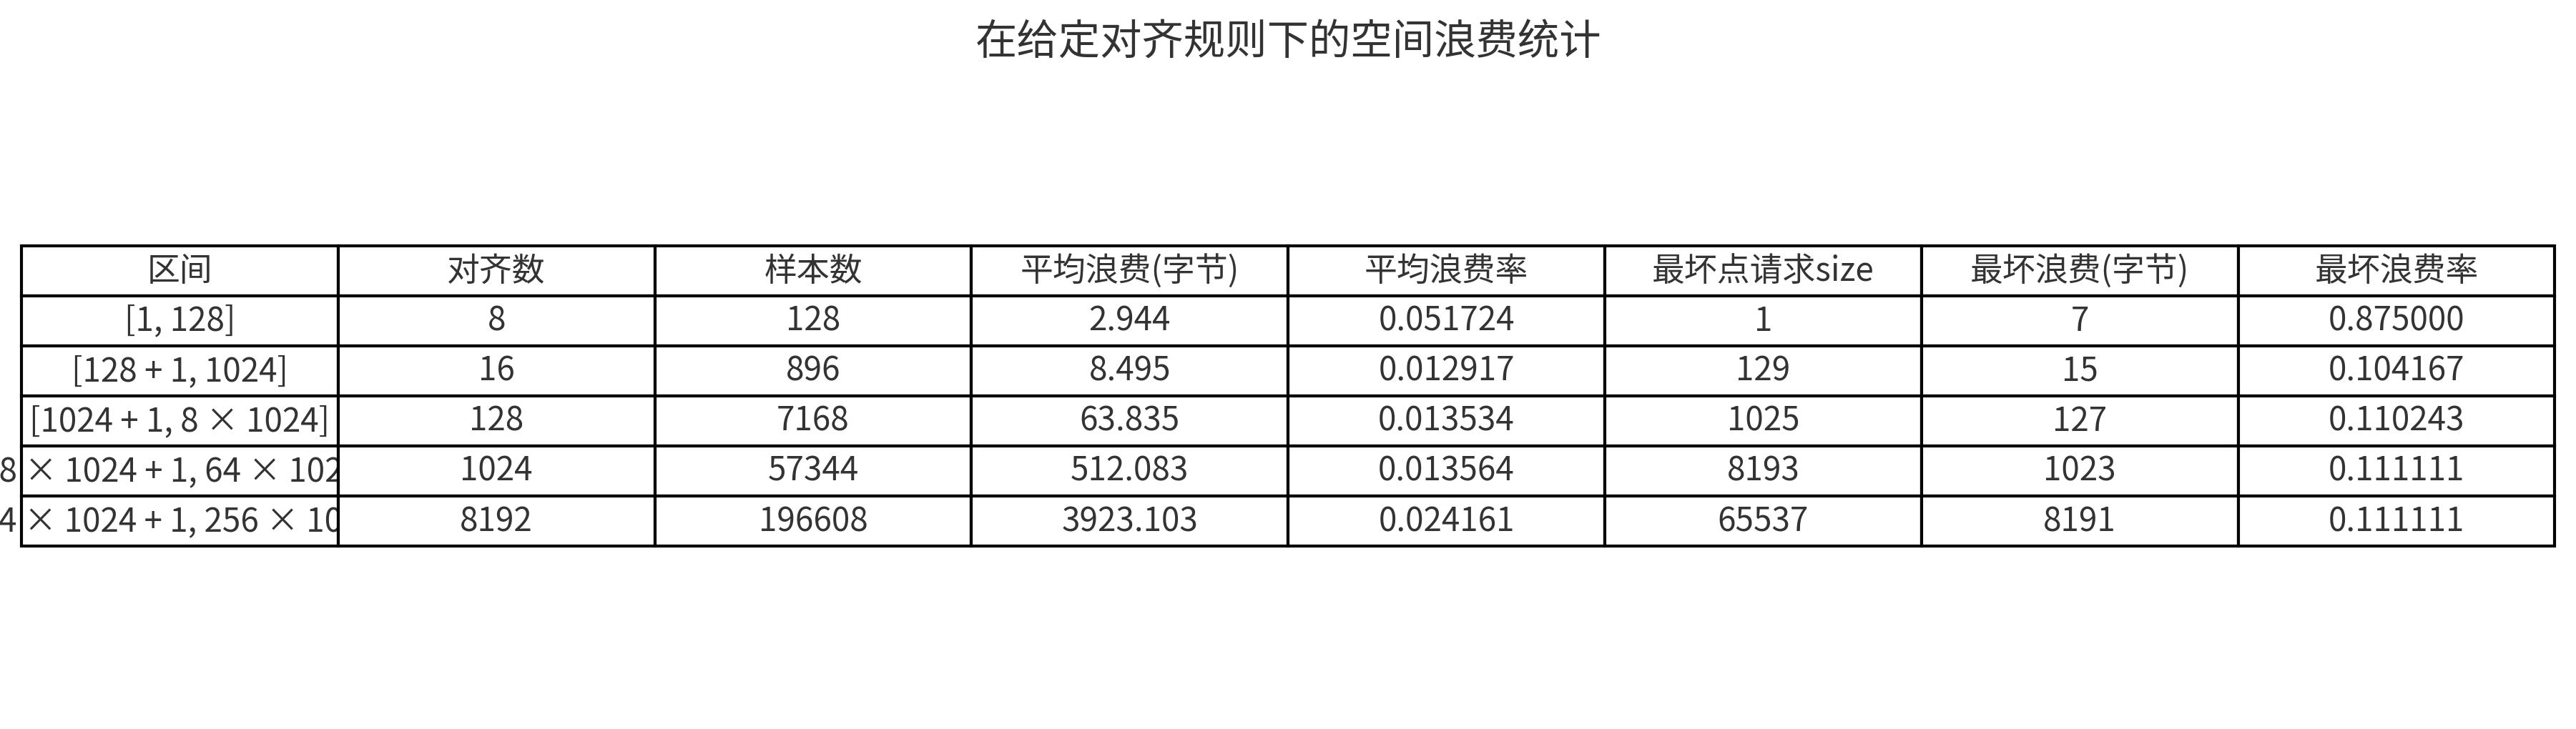 在给定对齐规则下的空间浪费统计
区间 对齐数 样本数 平均浪费(字节) 平均浪费率 最坏点请求size 最坏浪费(字节) 最坏浪费率
[1, 128] 8 128 2.944 0.051724 1 7 0.875000
[128 + 1, 1024] 16 896 8.495 0.012917 129 15 0.104167
[1024 + 1, 8 × 1024] 128 7168 63.835 0.013534 1025 127 0.110243
8 × 1024 + 1, 64 × 102 1024 57344 512.083 0.013564 8193 1023 0.111111
4 × 1024 + 1, 256 × 10 8192 196608 3923.103 0.024161 65537 8191 0.111111